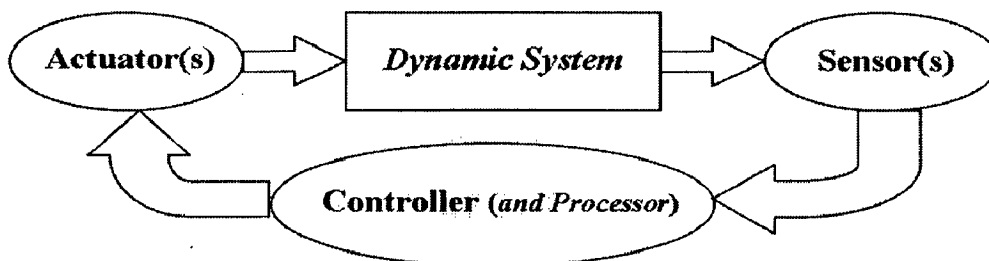 Actuator(s)
Dynamic System
Sensor(s)
Controller (and Processor)